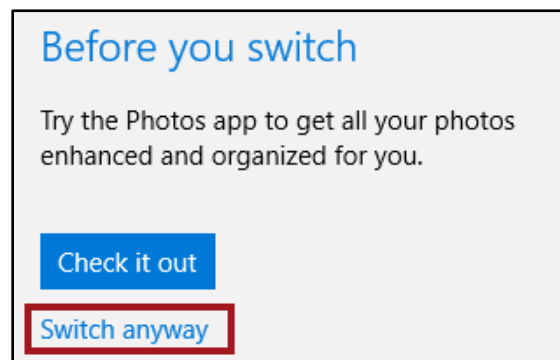 Before you switch
Try the Photos app to get all your photos
enhanced and organized for you.
Check it out
Switch anyway